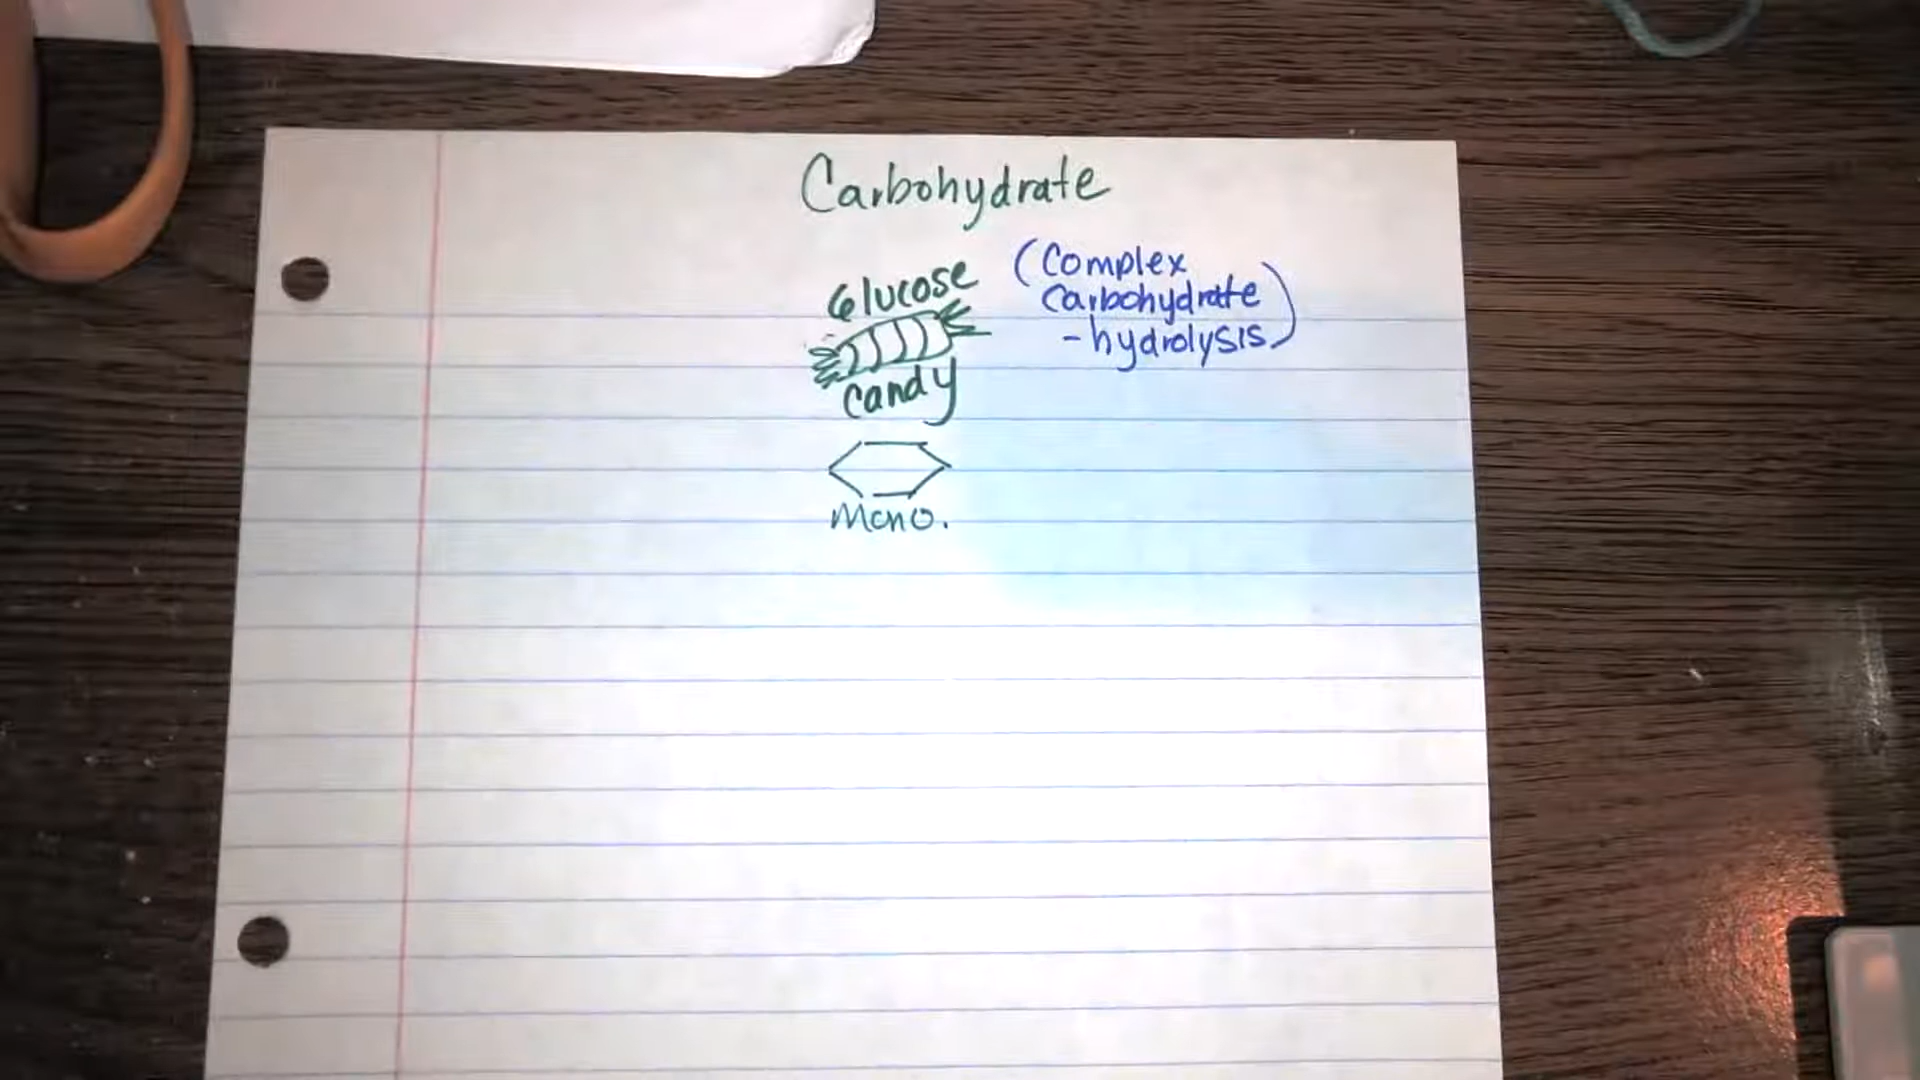 Carbohydrate
Glucose
candy
(Complex
Carbohydrate
-hydrolysis)
Mono.